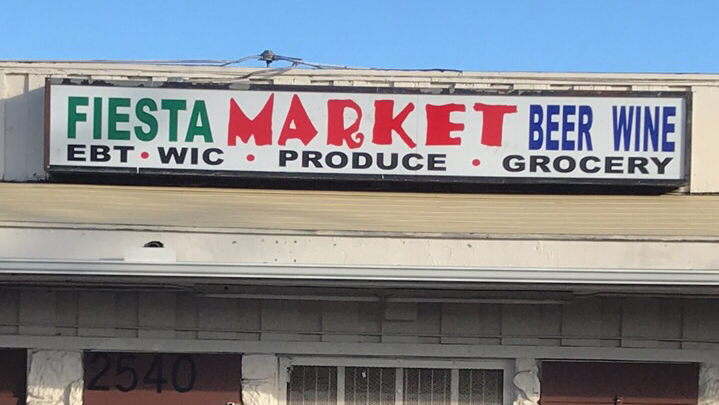 FIESTA MARKET BEER WINE
EBT • WIC • PRODUCE • GROCERY
2540